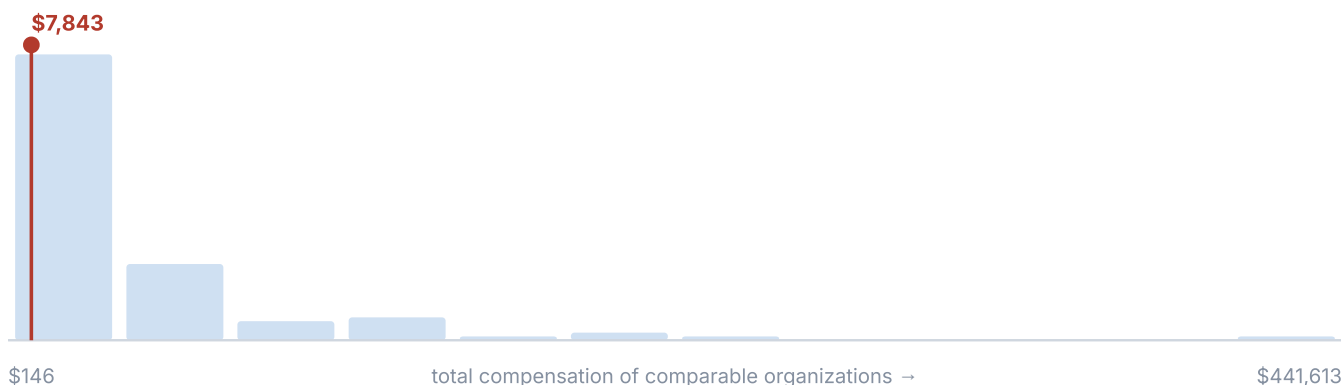 $7,843
$146 total compensation of comparable organizations → $441,613